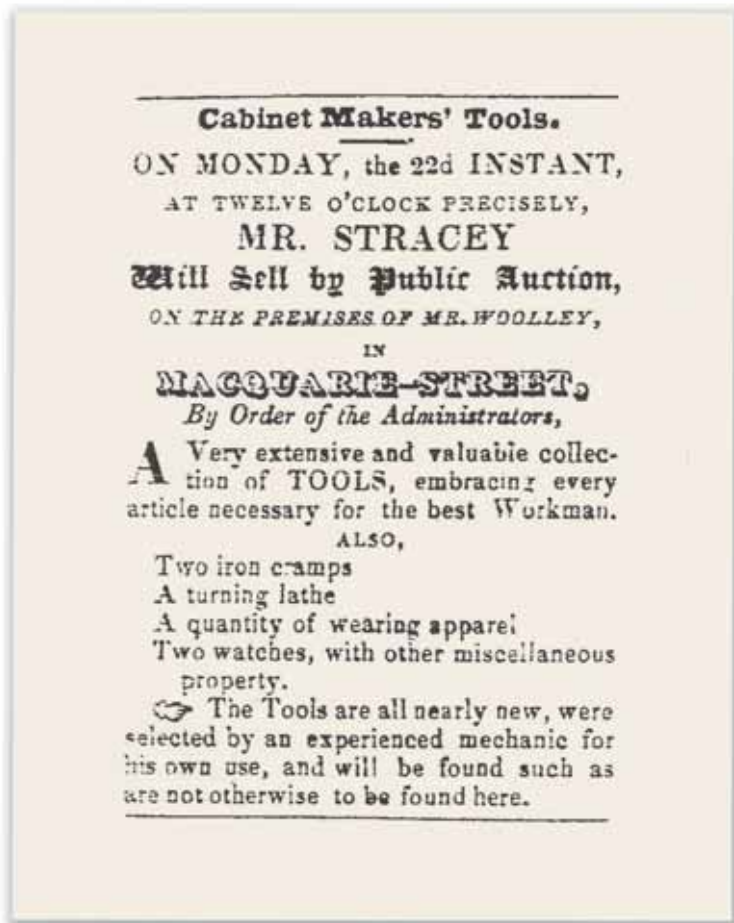 Cabinet Makers' Tools.
ON MONDAY, the 22d INSTANT,
AT TWELVE O'CLOCK PRECISELY,
MR. STRACEY
Will Sell by Public Auction,
ON THE PREMISES OF MR. WOOLLEY,
IN
MACQUARIE-STREET,
By Order of the Administrators,
A Very extensive and valuable collec-
tion of TOOLS, embracing every
article necessary for the best Workman.
ALSO,
Two iron cramps
A turning lathe
A quantity of wearing apparel
Two watches, with other miscellaneous
property.
☞ The Tools are all nearly new, were
selected by an experienced mechanic for
his own use, and will be found such as
are not otherwise to be found here.